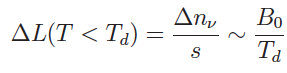 ΔL(T < T_d) = Δn_ν / s ∼ B_0 / T_d